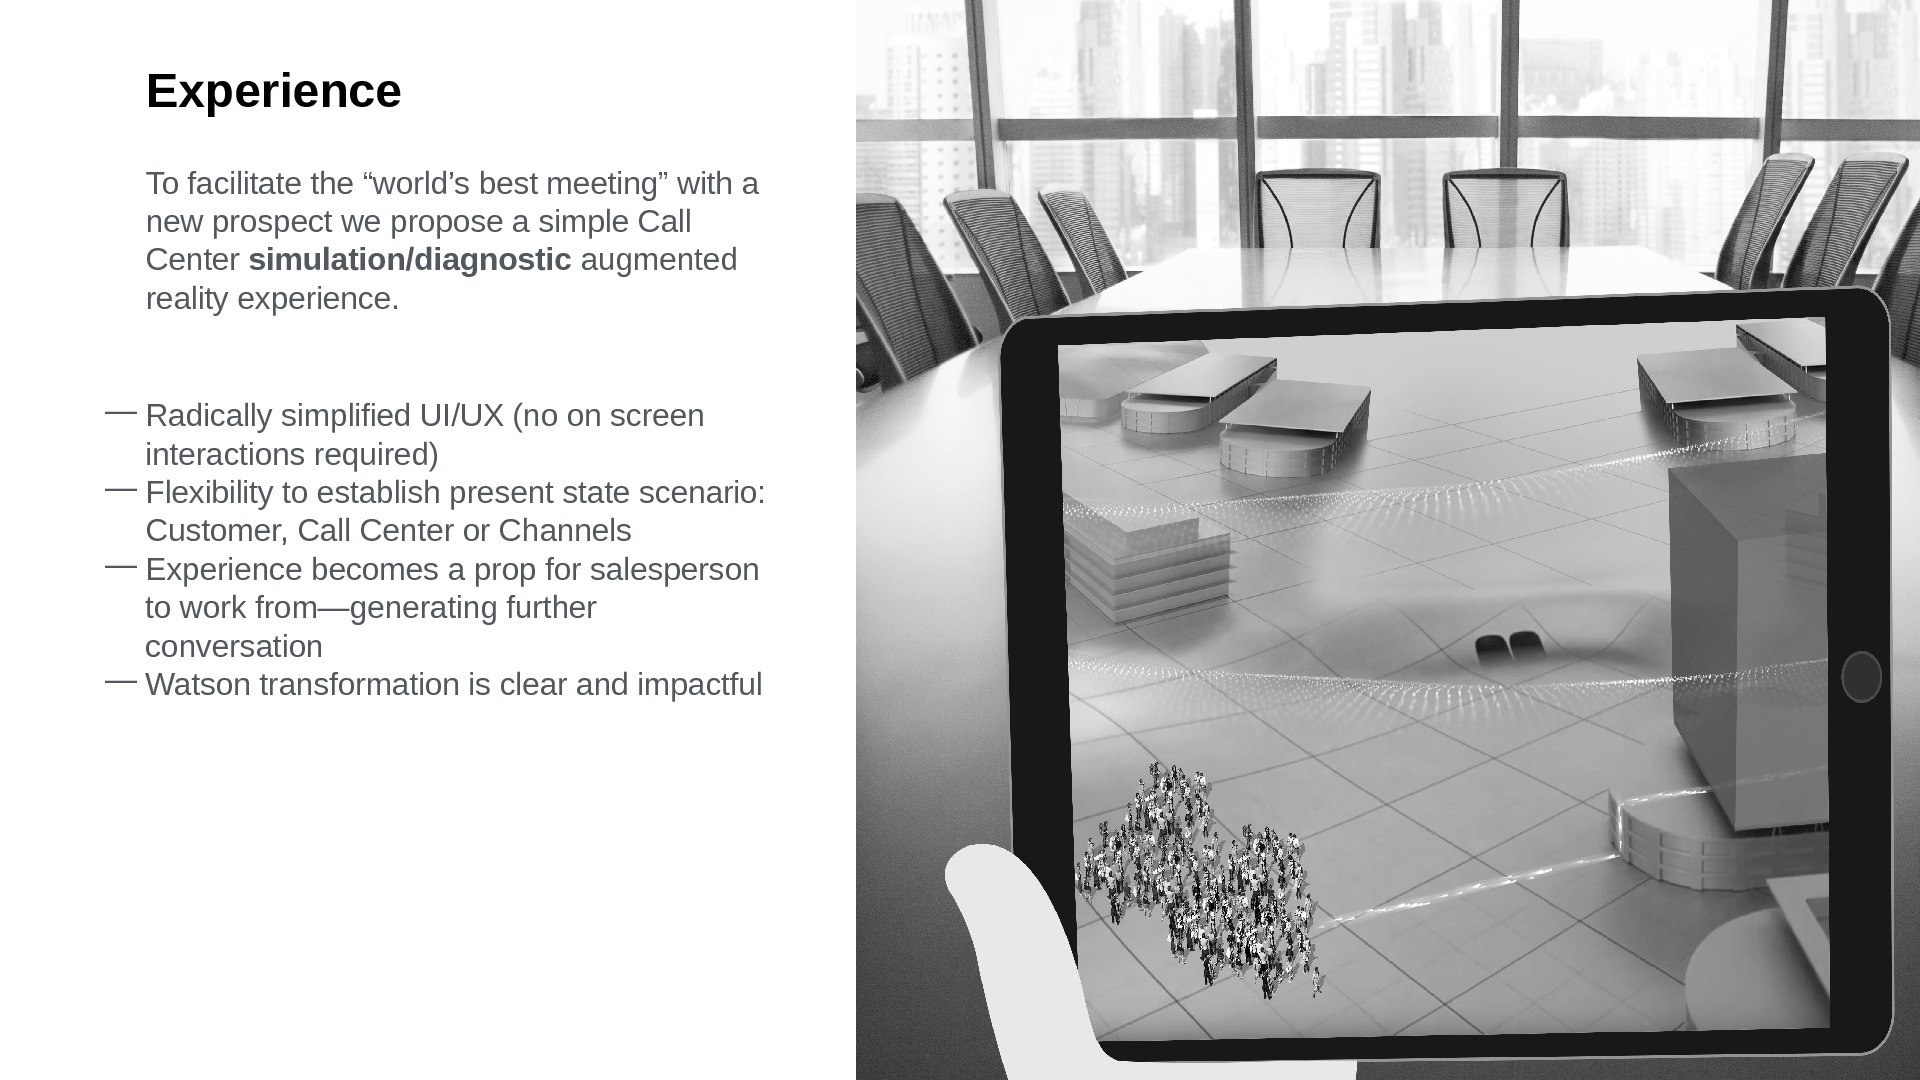 Experience
To facilitate the “world’s best meeting” with a
new prospect we propose a simple Call
Center simulation/diagnostic augmented
reality experience.
— Radically simplified UI/UX (no on screen
interactions required)
— Flexibility to establish present state scenario:
Customer, Call Center or Channels
— Experience becomes a prop for salesperson
to work from—generating further
conversation
— Watson transformation is clear and impactful